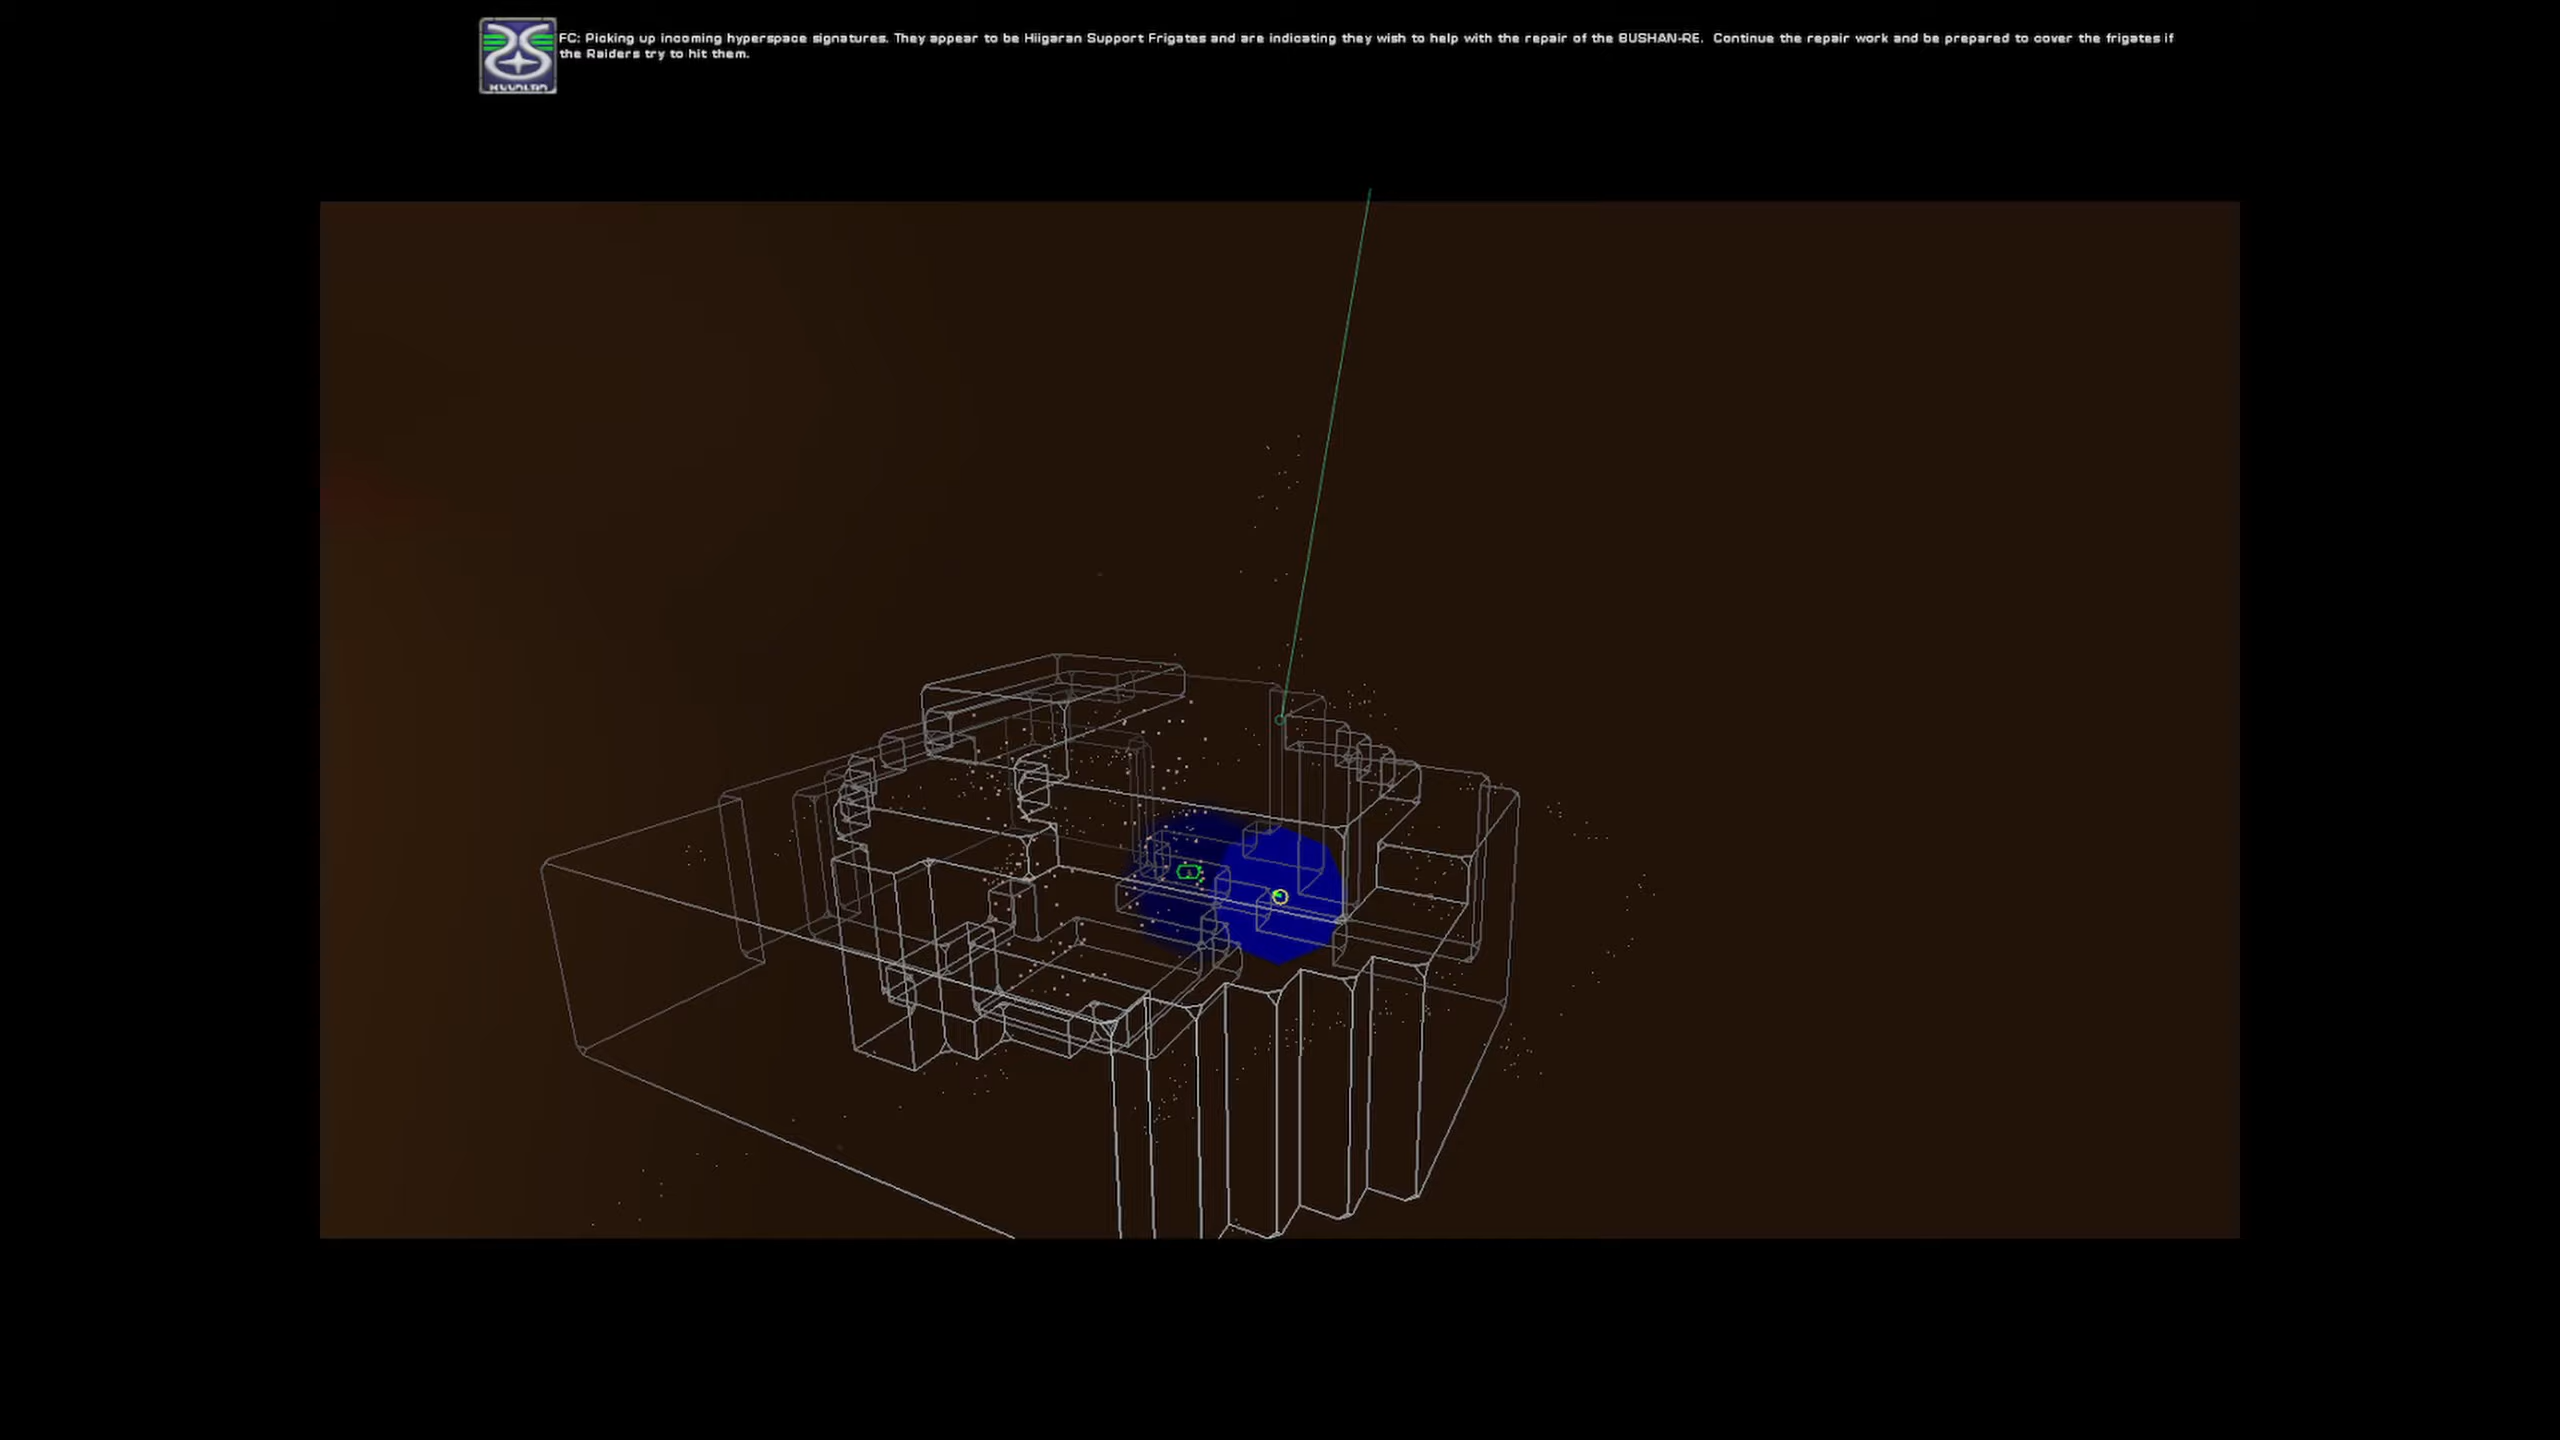 FC: Picking up incoming hyperspace signatures. They appear to be Hiigaran Support Frigates and are indicating they wish to help with the repair of the BUSHAN-RE.  Continue the repair work and be prepared to cover the frigates if
the Raiders try to hit them.